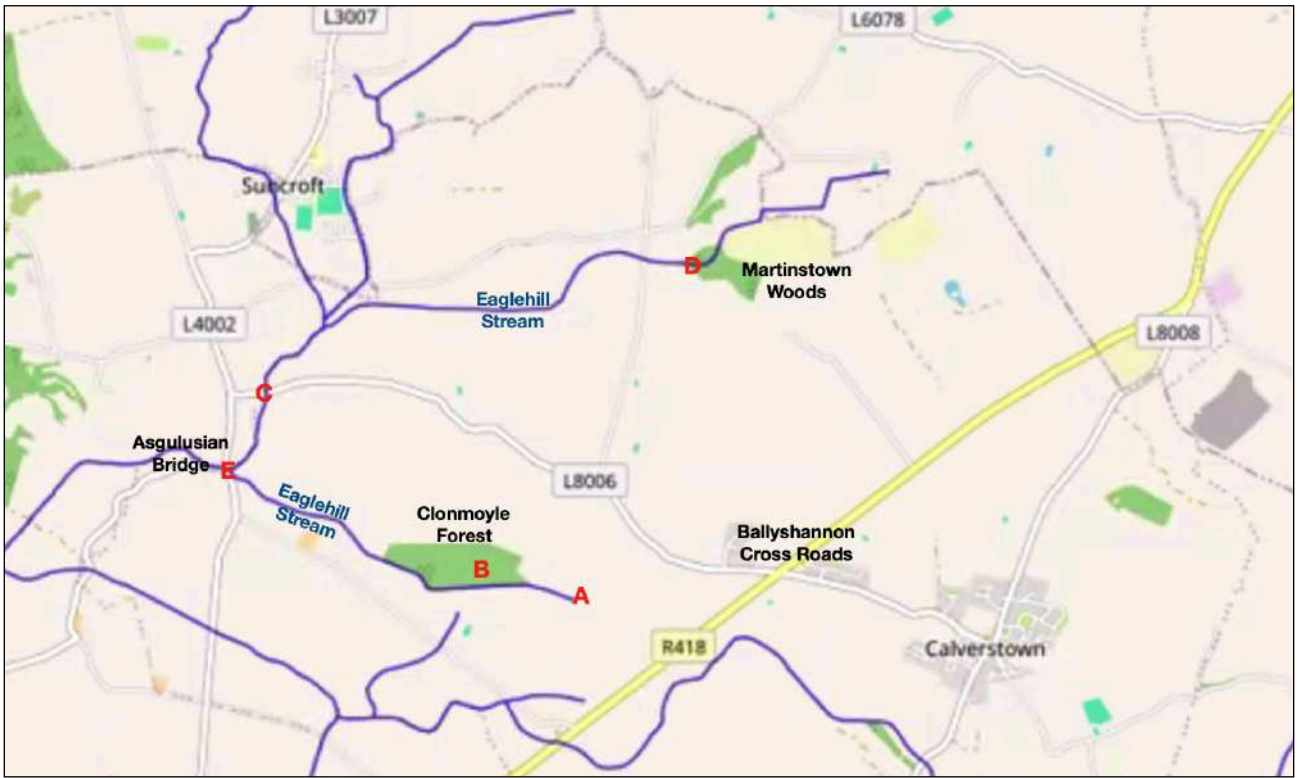 L3007
L6078
Suncroft
D
Martinstown
Woods
Eaglehill
Stream
L4002
L8008
C
Asgulusian
Bridge
E
L8006
Eaglehill
Stream
Clonmoyle
Forest
B
A
Ballyshannon
Cross Roads
R418
Calverstown